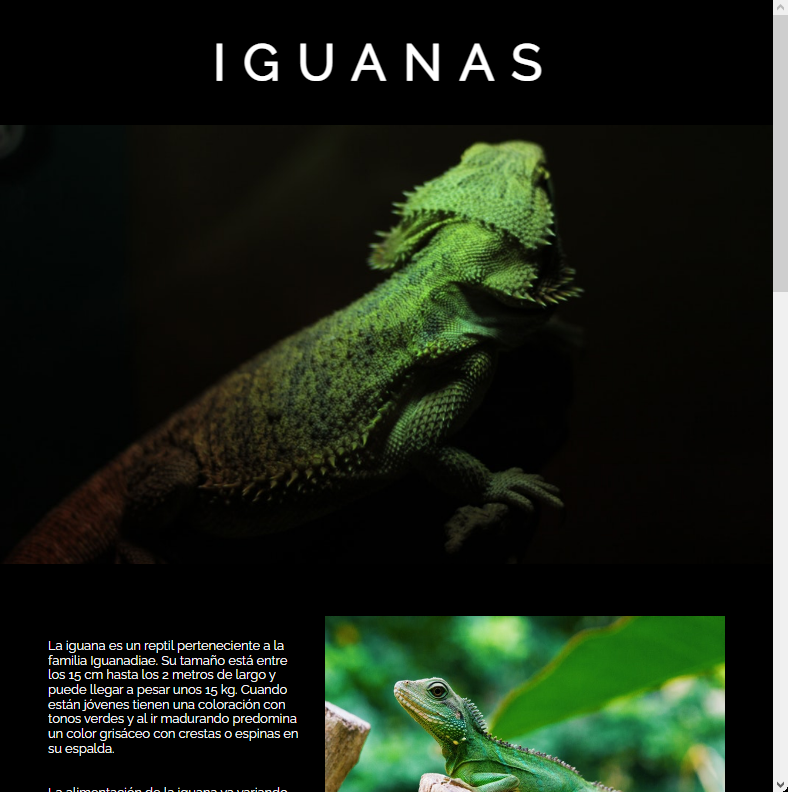 IGUANAS
La iguana es un reptil perteneciente a la
familia Iguanadiae. Su tamaño está entre
los 15 cm hasta los 2 metros de largo y
puede llegar a pesar unos 15 kg. Cuando
están jóvenes tienen una coloración con
tonos verdes y al ir madurando predomina
un color grisáceo con crestas o espinas en
su espalda.
La alimentación de la iguana va variando